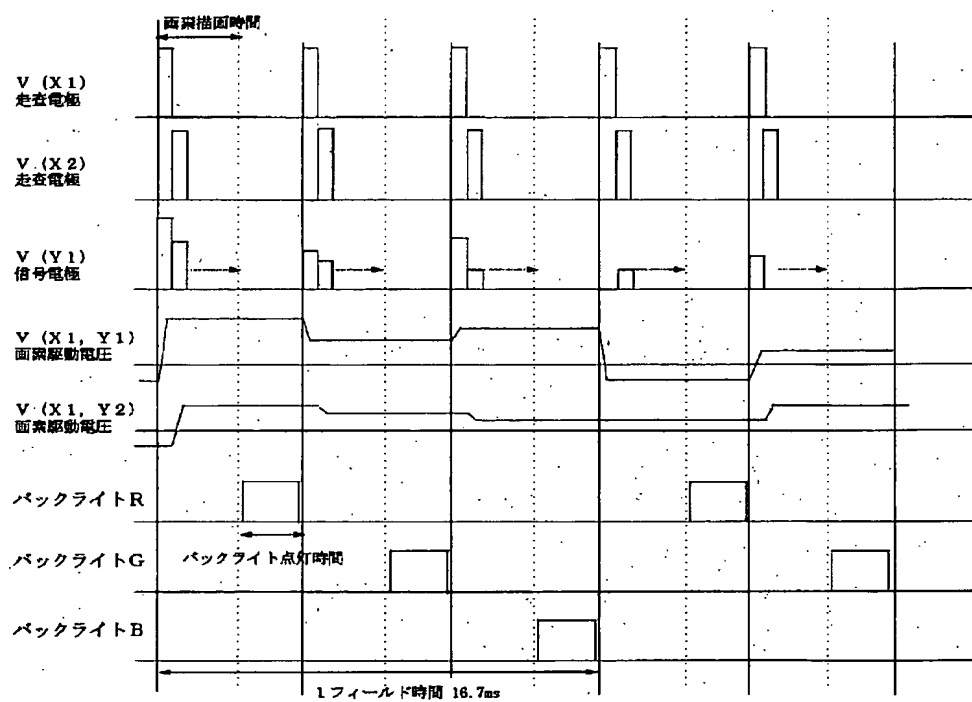 画素描画時間
V (X1)
走査電極
V (X2)
走査電極
V (Y1)
信号電極
V (X1, Y1)
画素駆動電圧
V (X1, Y2)
画素駆動電圧
バックライトR
バックライト点灯時間
バックライトG
バックライトB
1フィールド時間 16.7ms